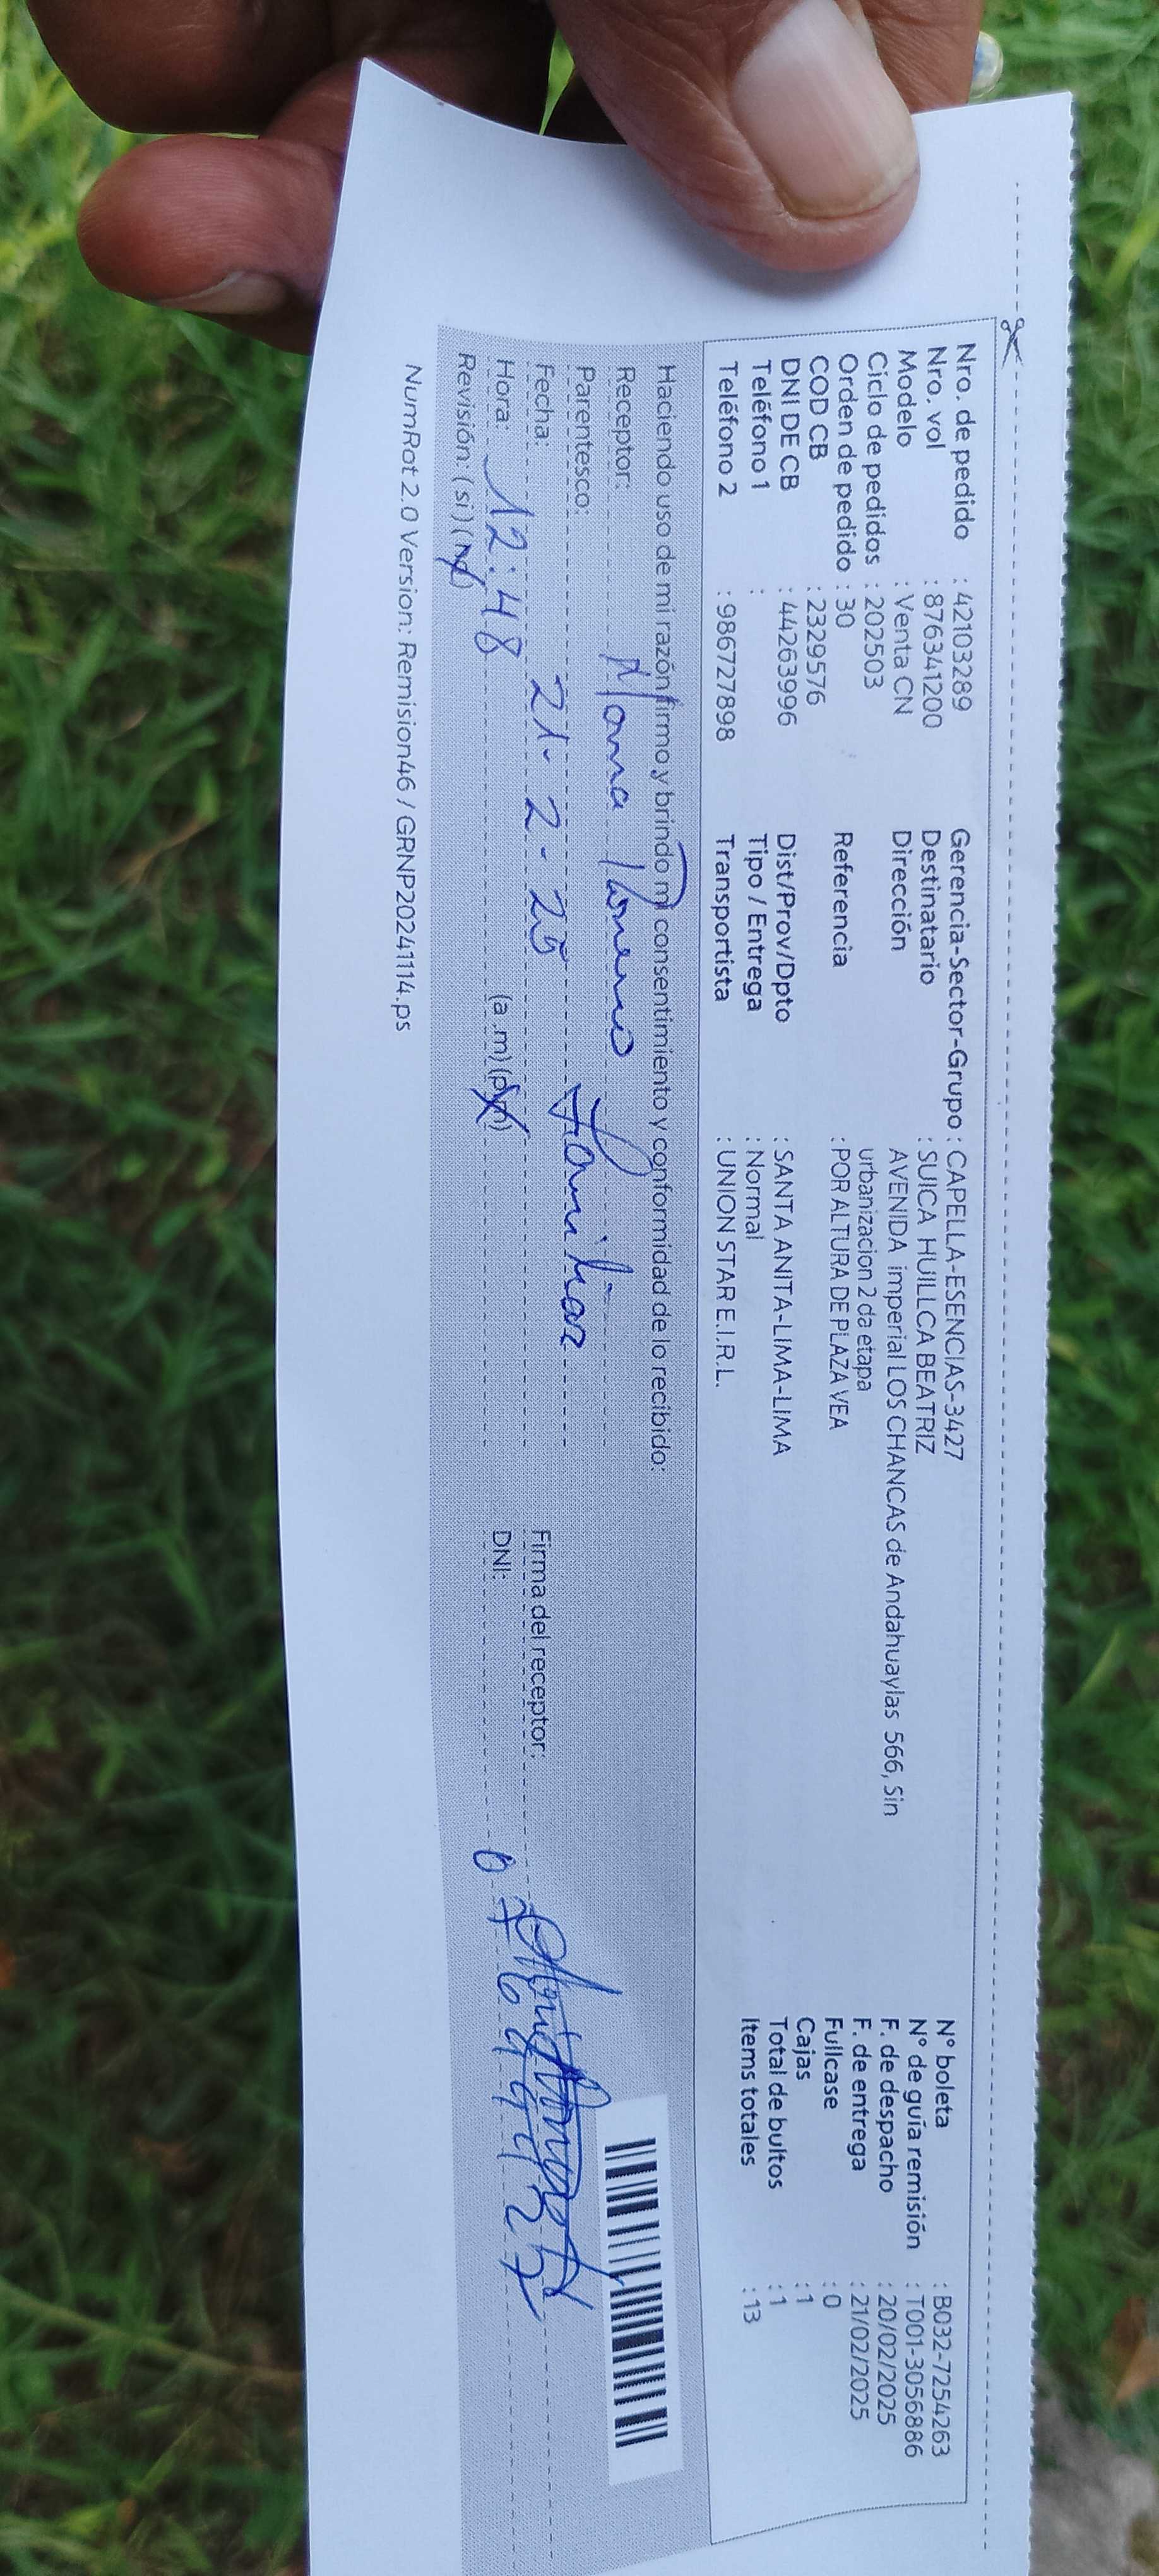 Nro. de pedido : 42103289
Nro. vol : 876341200
Modelo : Venta CN
Ciclo de pedidos : 202503
Orden de pedido : 30
COD CB : 2329576
DNI DE CB : 44263996
Teléfono 1 :
Teléfono 2 : 986727898
Gerencia-Sector-Grupo : CAPELLA-ESENCIAS-3427
Destinatario : SUICA HUILLCA BEATRIZ
Dirección AVENIDA imperial LOS CHANCAS de Andahuaylas 566, Sin
urbanizacion 2 da etapa
Referencia : POR ALTURA DE PLAZA VEA
Dist/Prov/Dpto : SANTA ANITA-LIMA-LIMA
Tipo / Entrega : Normal
Transportista : UNION STAR E.I.R.L.
N° boleta : B032-7254263
N° de guía remisión : T001-3056886
F. de despacho : 20/02/2025
F. de entrega : 21/02/2025
Fullcase : 0
Cajas : 1
Total de bultos : 1
Items totales : 13
Haciendo uso de mi razón firmo y brindo mi consentimiento y conformidad de lo recibido:
Receptor:
Parentesco: Familiar
Fecha: 21-2-25
Hora: 12:48 (a.m) (p.m)
Revisión: (si) (no)
Firma del receptor:
DNI:
NumRot 2.0 Version: Remision46 / GRNP20241114.ps